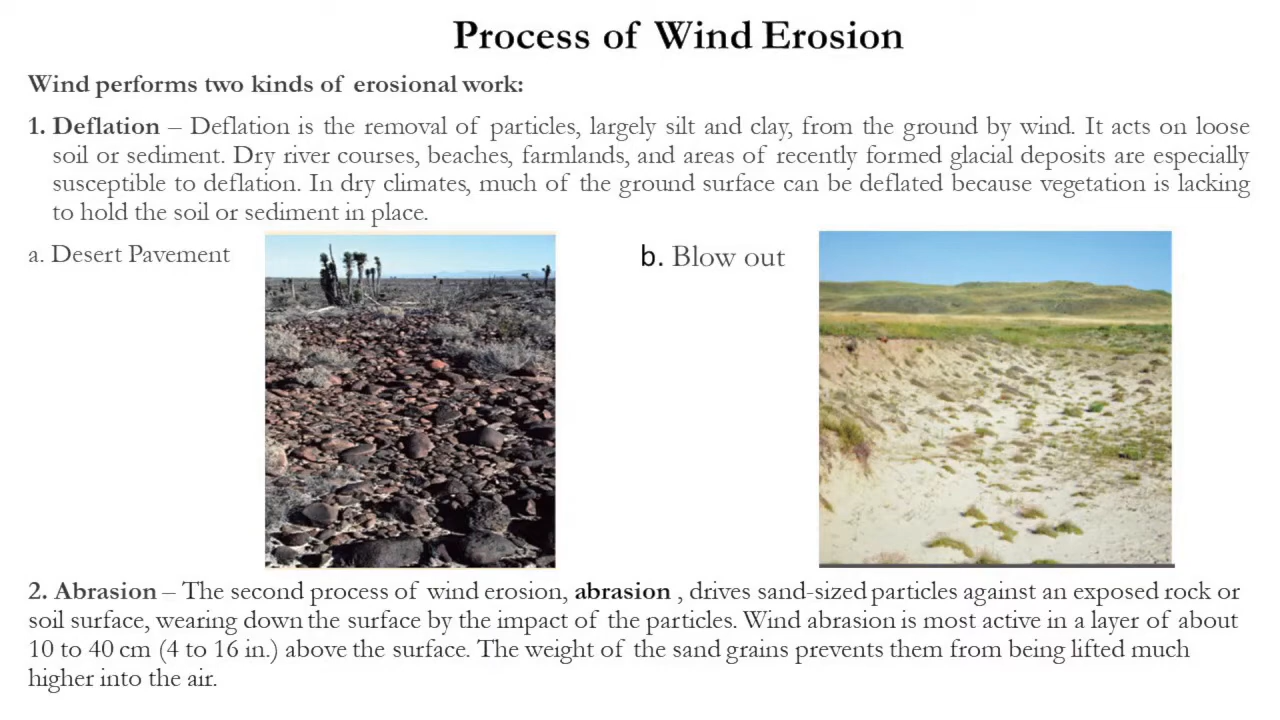 Process of Wind Erosion
Wind performs two kinds of erosional work:
1. Deflation – Deflation is the removal of particles, largely silt and clay, from the ground by wind. It acts on loose
soil or sediment. Dry river courses, beaches, farmlands, and areas of recently formed glacial deposits are especially
susceptible to deflation. In dry climates, much of the ground surface can be deflated because vegetation is lacking
to hold the soil or sediment in place.
a. Desert Pavement
b. Blow out
2. Abrasion – The second process of wind erosion, abrasion , drives sand-sized particles against an exposed rock or
soil surface, wearing down the surface by the impact of the particles. Wind abrasion is most active in a layer of about
10 to 40 cm (4 to 16 in.) above the surface. The weight of the sand grains prevents them from being lifted much
higher into the air.